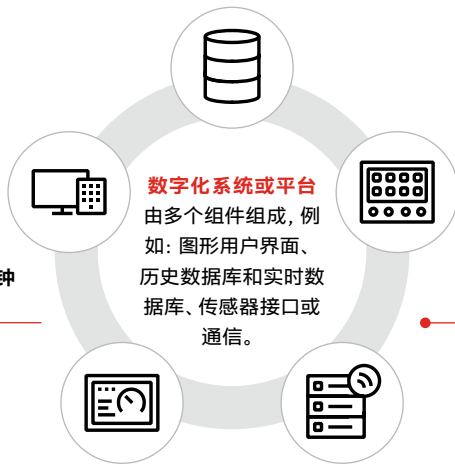 数字化系统或平台
由多个组件组成, 例
如: 图形用户界面、
历史数据库和实时数
据库、传感器接口或
通信。
钟